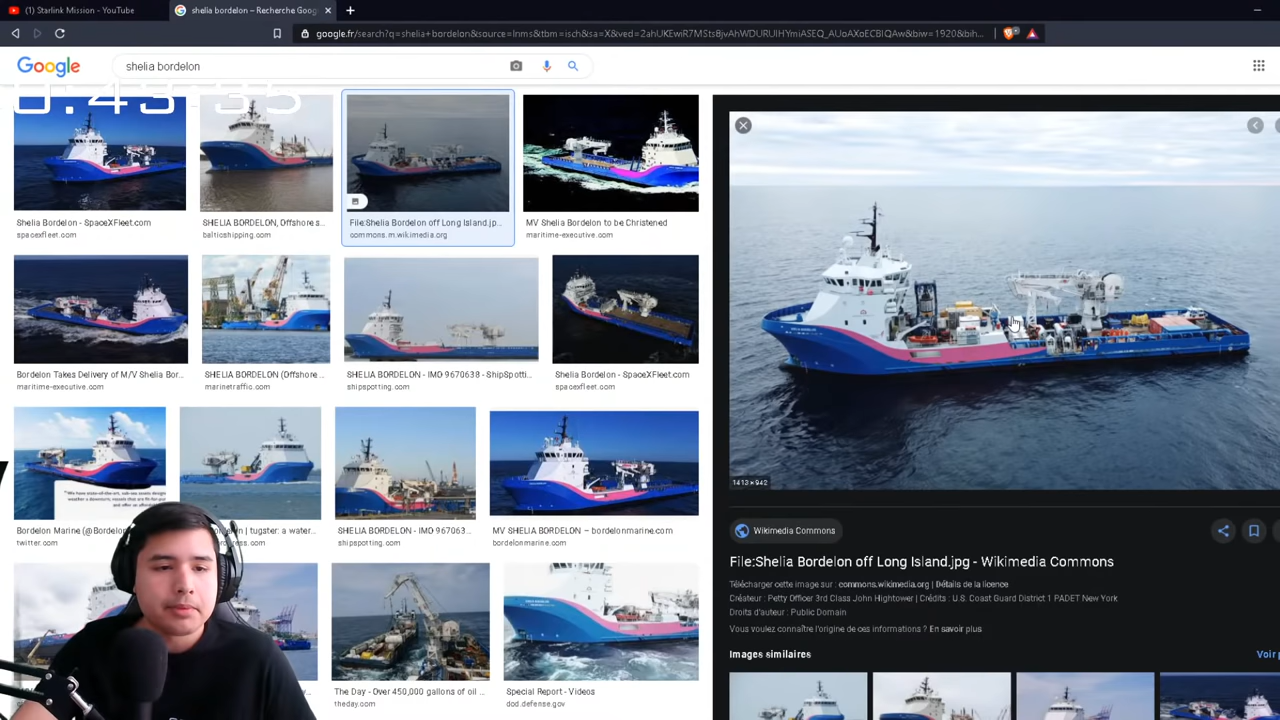 (1) Starlink Mission - YouTube
shelia bordelon – Recherche Goog
google.fr/search?q=shelia+bordelon&source=lnms&tbm=isch&sa=X&ved=2ahUKEwiR7MSts8jvAhWDURUIHYmiASEQ_AUoAXoECBIQAw&biw=1920&bih...
Google
shelia bordelon
0:43:35
Shelia Bordelon - SpaceXFleet.com
spacexfleet.com
SHELIA BORDELON, Offshore s...
balticshipping.com
File:Shelia Bordelon off Long Island.jp...
commons.m.wikimedia.org
MV Shelia Bordelon to be Christened
maritime-executive.com
Bordelon Takes Delivery of M/V Shelia Bor...
maritime-executive.com
SHELIA BORDELON (Offshore...
marinetraffic.com
SHELIA BORDELON - IMO 9670638 - ShipSpotti...
shipspotting.com
Shelia Bordelon - SpaceXFleet.com
spacexfleet.com
Bordelon Marine (@Bordelon
twitter.com
| tugster: a water...
SHELIA BORDELON - IMO 967063...
shipspotting.com
MV SHELIA BORDELON – bordelonmarine.com
bordelonmarine.com
The Day - Over 450,000 gallons of oil ...
theday.com
Special Report - Videos
dod.defense.gov
1413×942
Wikimedia Commons
File:Shelia Bordelon off Long Island.jpg - Wikimedia Commons
Télécharger cette image sur : commons.wikimedia.org | Détails de la licence
Créateur : Petty Officer 3rd Class John Hightower | Crédits : U.S. Coast Guard District 1 PADET New York
Droits d'auteur : Public Domain
Vous voulez connaître l'origine de ces informations ? En savoir plus
Images similaires
Voir p